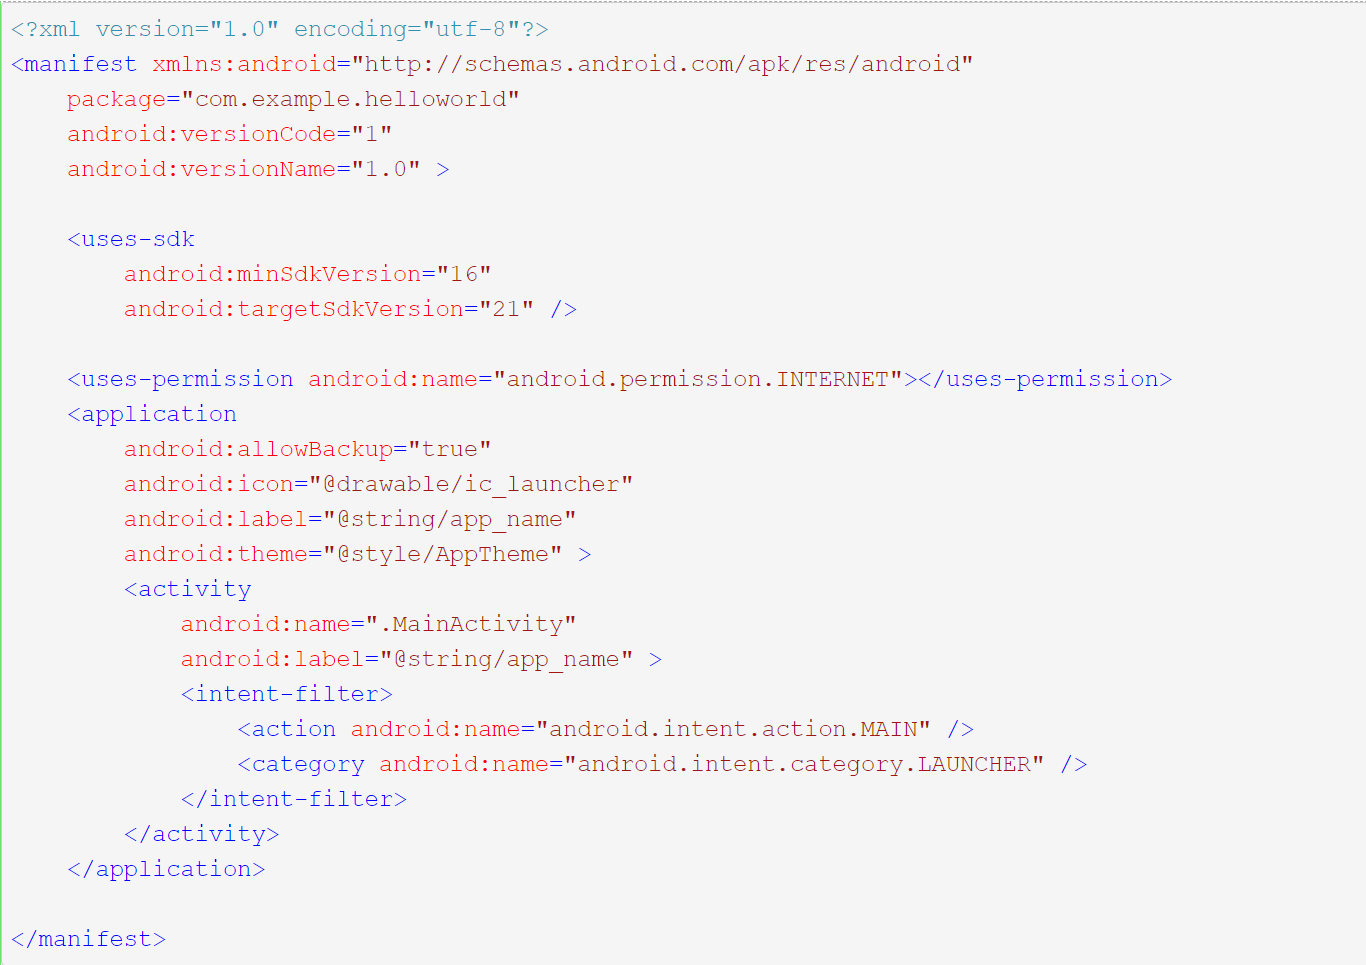 <?xml version="1.0" encoding="utf-8"?>
<manifest xmlns:android="http://schemas.android.com/apk/res/android"
    package="com.example.helloworld"
    android:versionCode="1"
    android:versionName="1.0" >

    <uses-sdk
        android:minSdkVersion="16"
        android:targetSdkVersion="21" />

    <uses-permission android:name="android.permission.INTERNET"></uses-permission>
    <application
        android:allowBackup="true"
        android:icon="@drawable/ic_launcher"
        android:label="@string/app_name"
        android:theme="@style/AppTheme" >
        <activity
            android:name=".MainActivity"
            android:label="@string/app_name" >
            <intent-filter>
                <action android:name="android.intent.action.MAIN" />
                <category android:name="android.intent.category.LAUNCHER" />
            </intent-filter>
        </activity>
    </application>

</manifest>